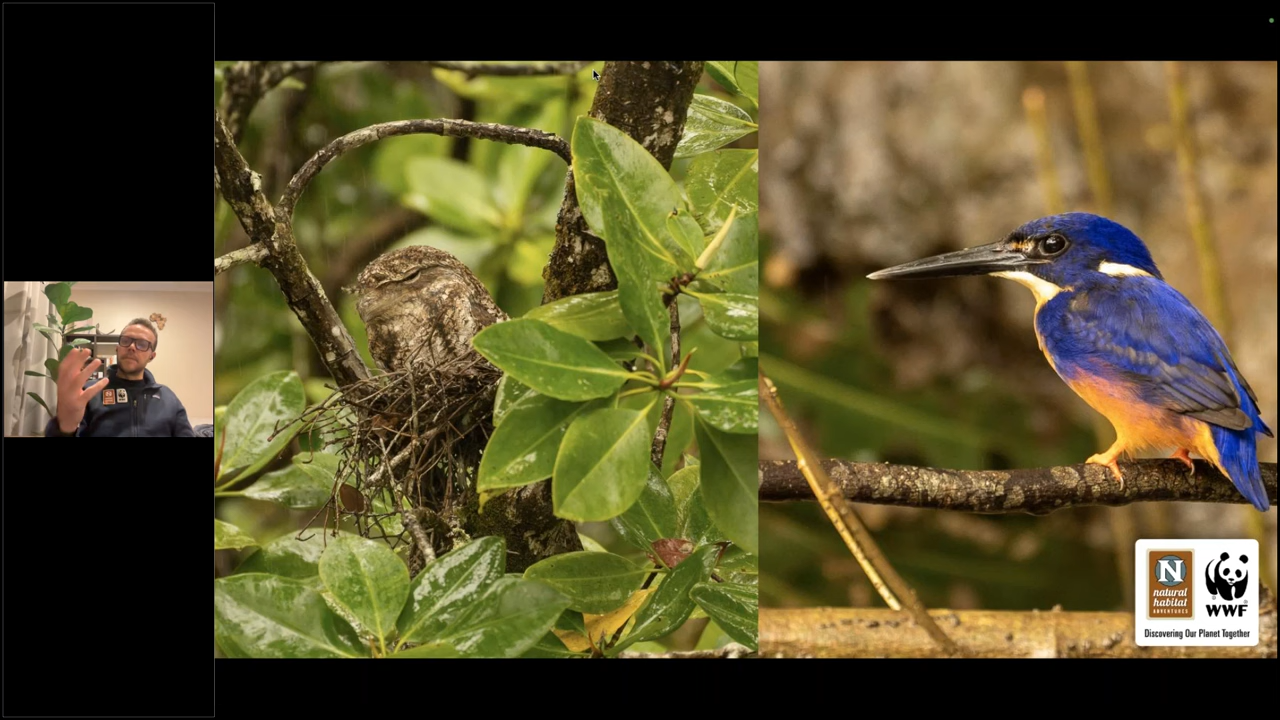 N
natural
habitat
ADVENTURES
WWF
Discovering Our Planet Together